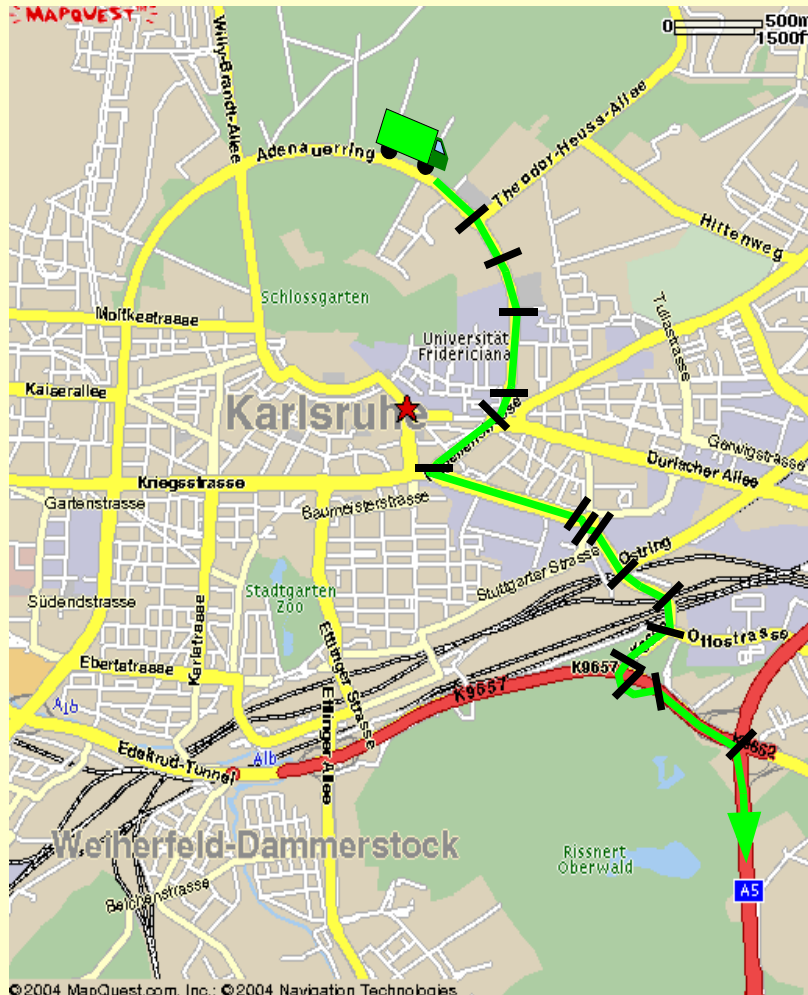 MAPQUEST
0 500m
1500ft
Willy-Brandt-Allee
Adenauerring
Theodor-Heuss-Allee
Hirtenweg
Schlossgarten
Moltkestrasse
Universität
Fridericiana
Tullastrasse
Kaiserallee
Karlsruhe
Gerwigstrasse
Durlacher Allee
Kriegsstrasse
Gartenstrasse
Baumeisterstrasse
Ostring
Stuttgarter Strasse
Stadtgarten
Zoo
Südendstrasse
Karlstrasse
Ettlinger Strasse
Ottostrasse
Ebertstrasse
K9657
K9657
Alb
Ettlinger Allee
K9652
Edeltrud-Tunnel
Alb
Weiherfeld-Dammerstock
Rissnert
Oberwald
Belchenstrasse
A5
©2004 MapQuest.com, Inc.; ©2004 Navigation Technologies